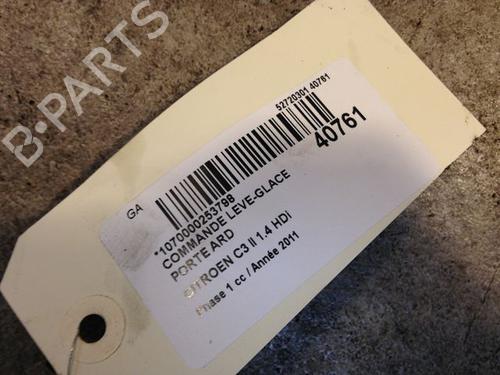 B-PARTS
52720301 40761
40761
GA
*1070000253798
COMMANDE LEVE-GLACE
PORTE ARD
CITROEN C3 II 1.4 HDi
Phase 1 cc / Année 2011